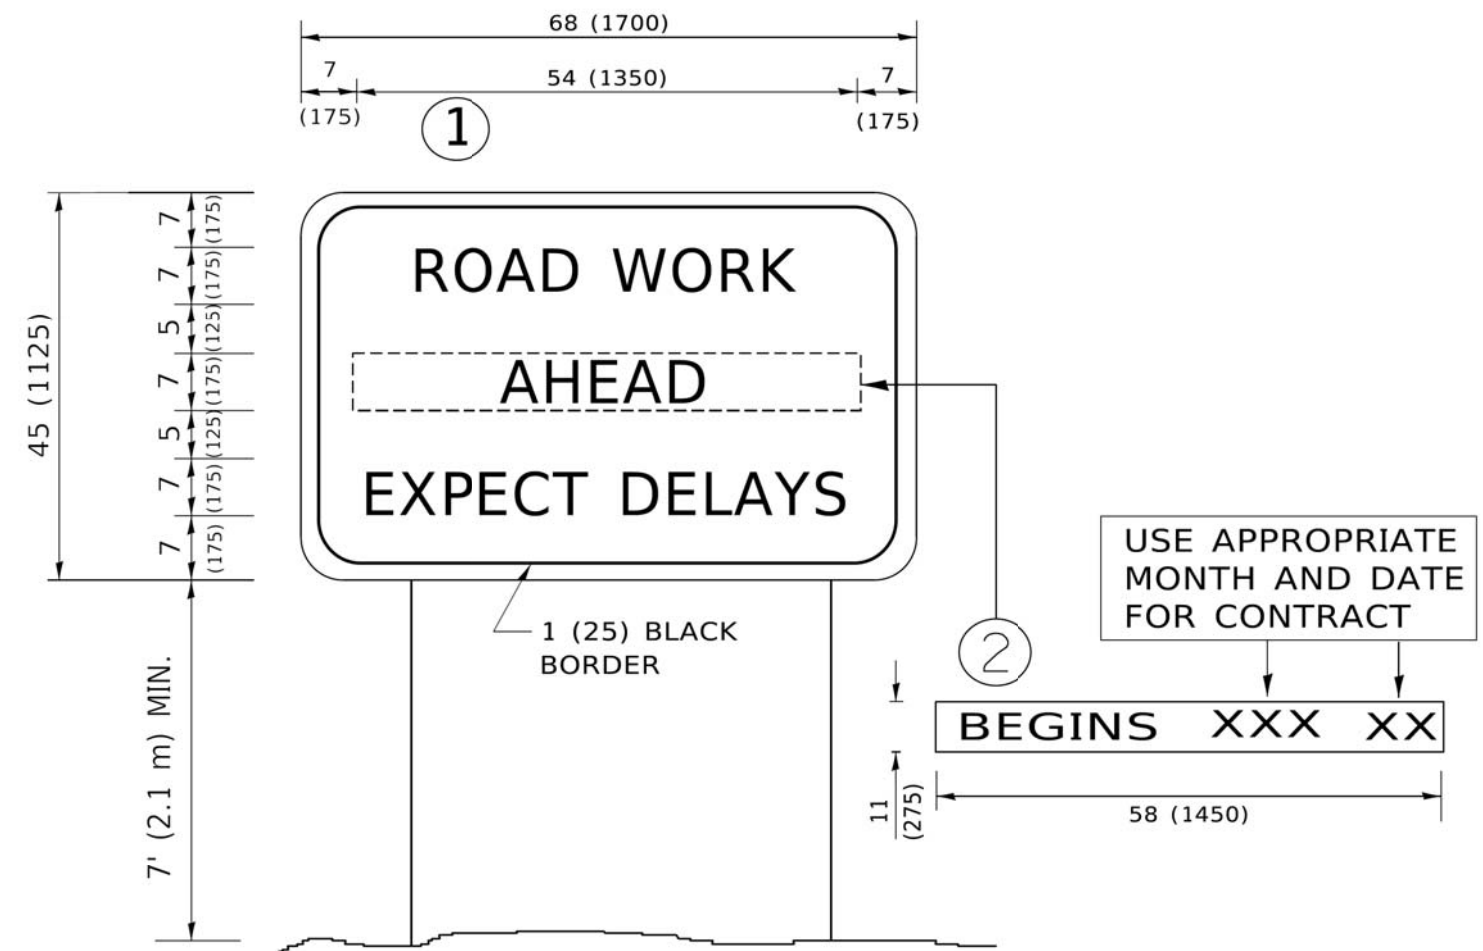 68 (1700)
7
54 (1350)
7
(175)
(175)
1
7
(175)
7
(175)
5
(125)
7
(175)
5
(125)
7
(175)
7
(175)
45 (1125)
ROAD WORK
AHEAD
EXPECT DELAYS
1 (25) BLACK
BORDER
7' (2.1 m) MIN.
USE APPROPRIATE
MONTH AND DATE
FOR CONTRACT
2
BEGINS XXX XX
11
(275)
58 (1450)